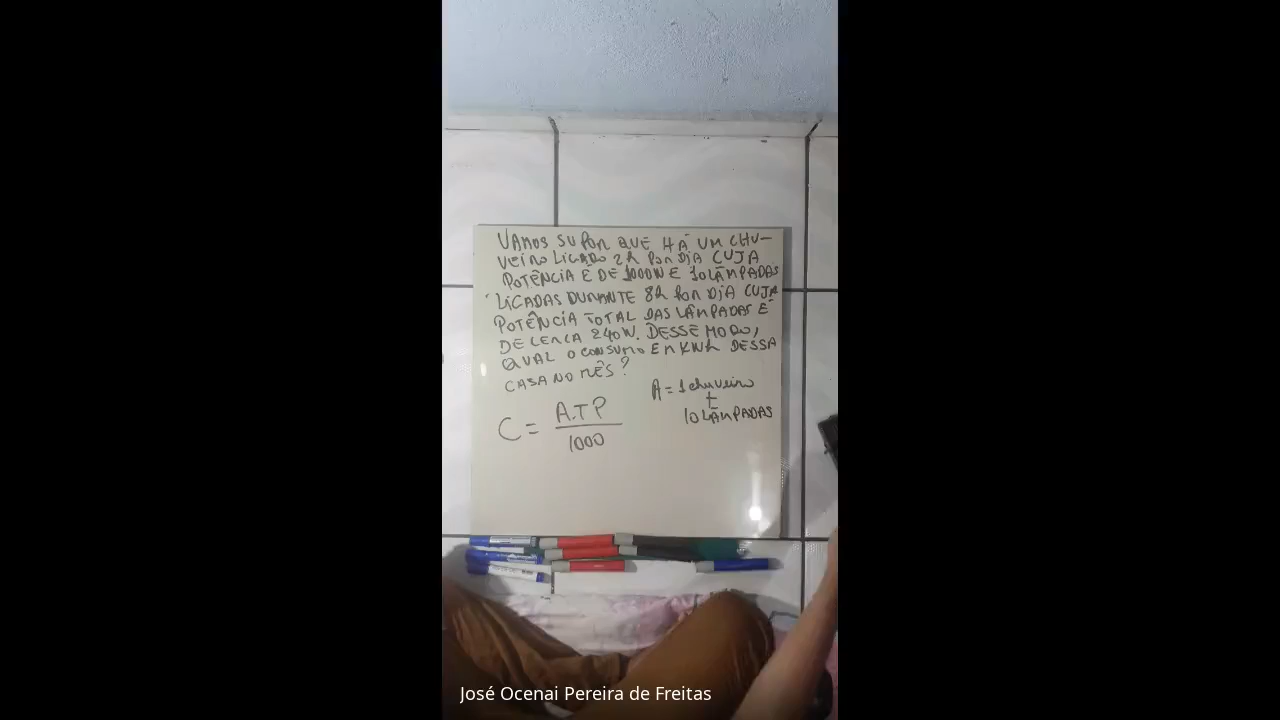 VAMOS SUPOR QUE HÁ UM CHU-
VEIRO LIGADO 2h POR DIA CUJA
POTÊNCIA É DE 1000W E 10 LÂMPADAS
LIGADAS DURANTE 8h POR DIA CUJA
POTÊNCIA TOTAL DAS LÂMPADAS É
DE CERCA 240W. DESSE MODO,
QUAL O CONSUMO EM KWh DESSA
CASA NO MÊS?
A = 1 chuveiro
+
10 LÂMPADAS
C = A.T P
1000
José Ocenai Pereira de Freitas